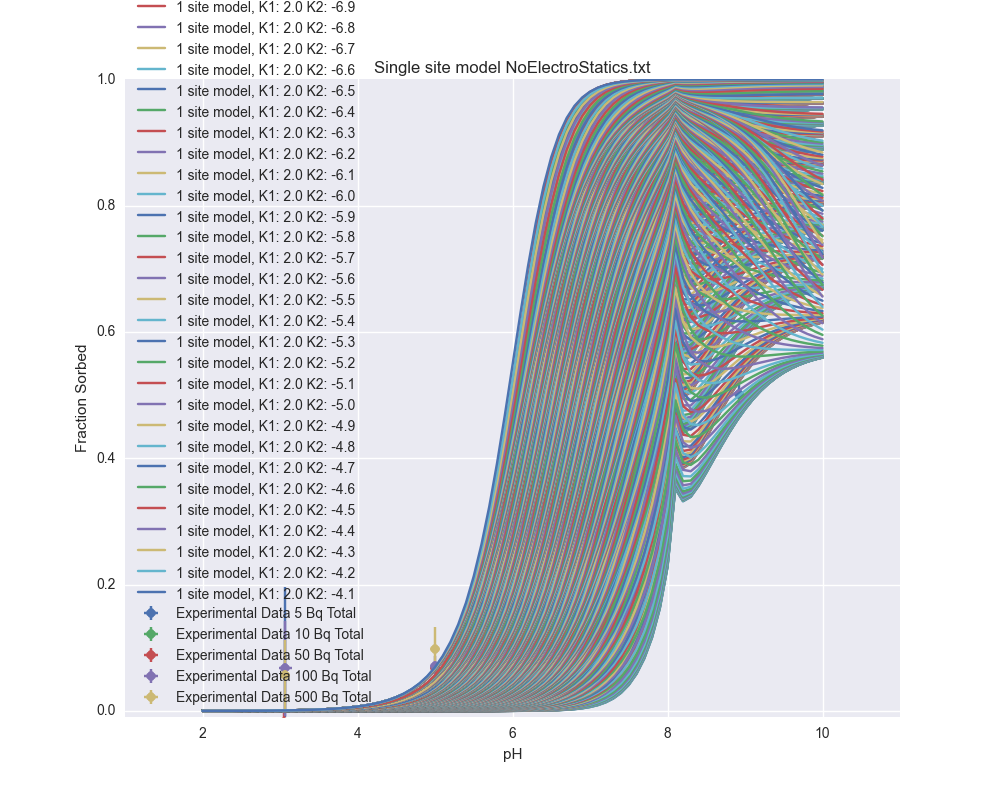 1 site model, K1: 2.0 K2: -6.9
1 site model, K1: 2.0 K2: -6.8
1 site model, K1: 2.0 K2: -6.7
1 site model, K1: 2.0 K2: -6.6
Single site model NoElectroStatics.txt
1.0
1 site model, K1: 2.0 K2: -6.5
1 site model, K1: 2.0 K2: -6.4
1 site model, K1: 2.0 K2: -6.3
1 site model, K1: 2.0 K2: -6.2
1 site model, K1: 2.0 K2: -6.1
1 site model, K1: 2.0 K2: -6.0
0.8
1 site model, K1: 2.0 K2: -5.9
1 site model, K1: 2.0 K2: -5.8
1 site model, K1: 2.0 K2: -5.7
1 site model, K1: 2.0 K2: -5.6
1 site model, K1: 2.0 K2: -5.5
1 site model, K1: 2.0 K2: -5.4
0.6
1 site model, K1: 2.0 K2: -5.3
1 site model, K1: 2.0 K2: -5.2
1 site model, K1: 2.0 K2: -5.1
Fraction Sorbed
1 site model, K1: 2.0 K2: -5.0
1 site model, K1: 2.0 K2: -4.9
1 site model, K1: 2.0 K2: -4.8
0.4
1 site model, K1: 2.0 K2: -4.7
1 site model, K1: 2.0 K2: -4.6
1 site model, K1: 2.0 K2: -4.5
1 site model, K1: 2.0 K2: -4.4
1 site model, K1: 2.0 K2: -4.3
1 site model, K1: 2.0 K2: -4.2
0.2
1 site model, K1: 2.0 K2: -4.1
Experimental Data 5 Bq Total
Experimental Data 10 Bq Total
Experimental Data 50 Bq Total
Experimental Data 100 Bq Total
Experimental Data 500 Bq Total
0.0
2 4 6 8 10
pH